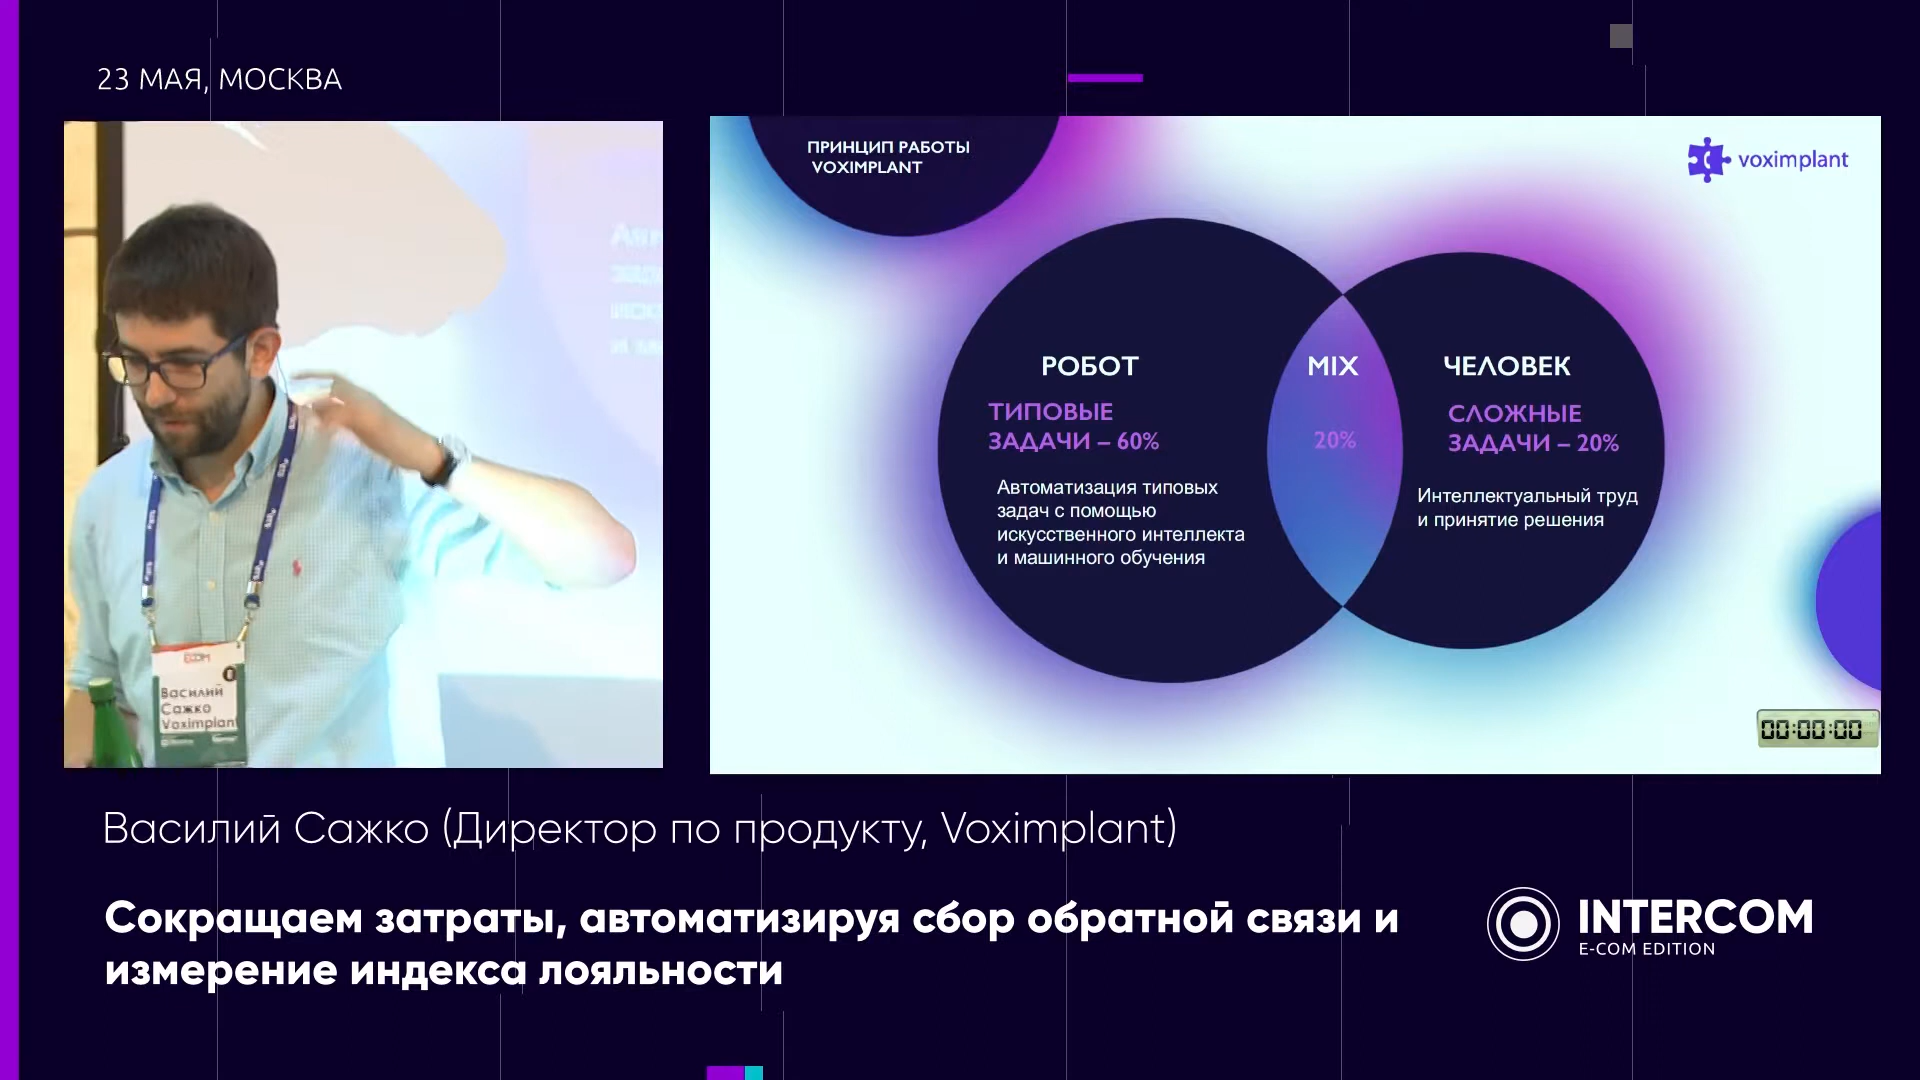 23 МАЯ, МОСКВА
ПРИНЦИП РАБОТЫ
VOXIMPLANT
voximplant
РОБОТ
ТИПОВЫЕ
ЗАДАЧИ – 60%
Автоматизация типовых
задач с помощью
искусственного интеллекта
и машинного обучения
MIX
20%
ЧЕЛОВЕК
СЛОЖНЫЕ
ЗАДАЧИ – 20%
Интеллектуальный труд
и принятие решения
00:00:00
Василий
Сажко
Voximplant
Василий Сажко (Директор по продукту, Voximplant)
Сокращаем затраты, автоматизируя сбор обратной связи и
измерение индекса лояльности
INTERCOM
E-COM EDITION